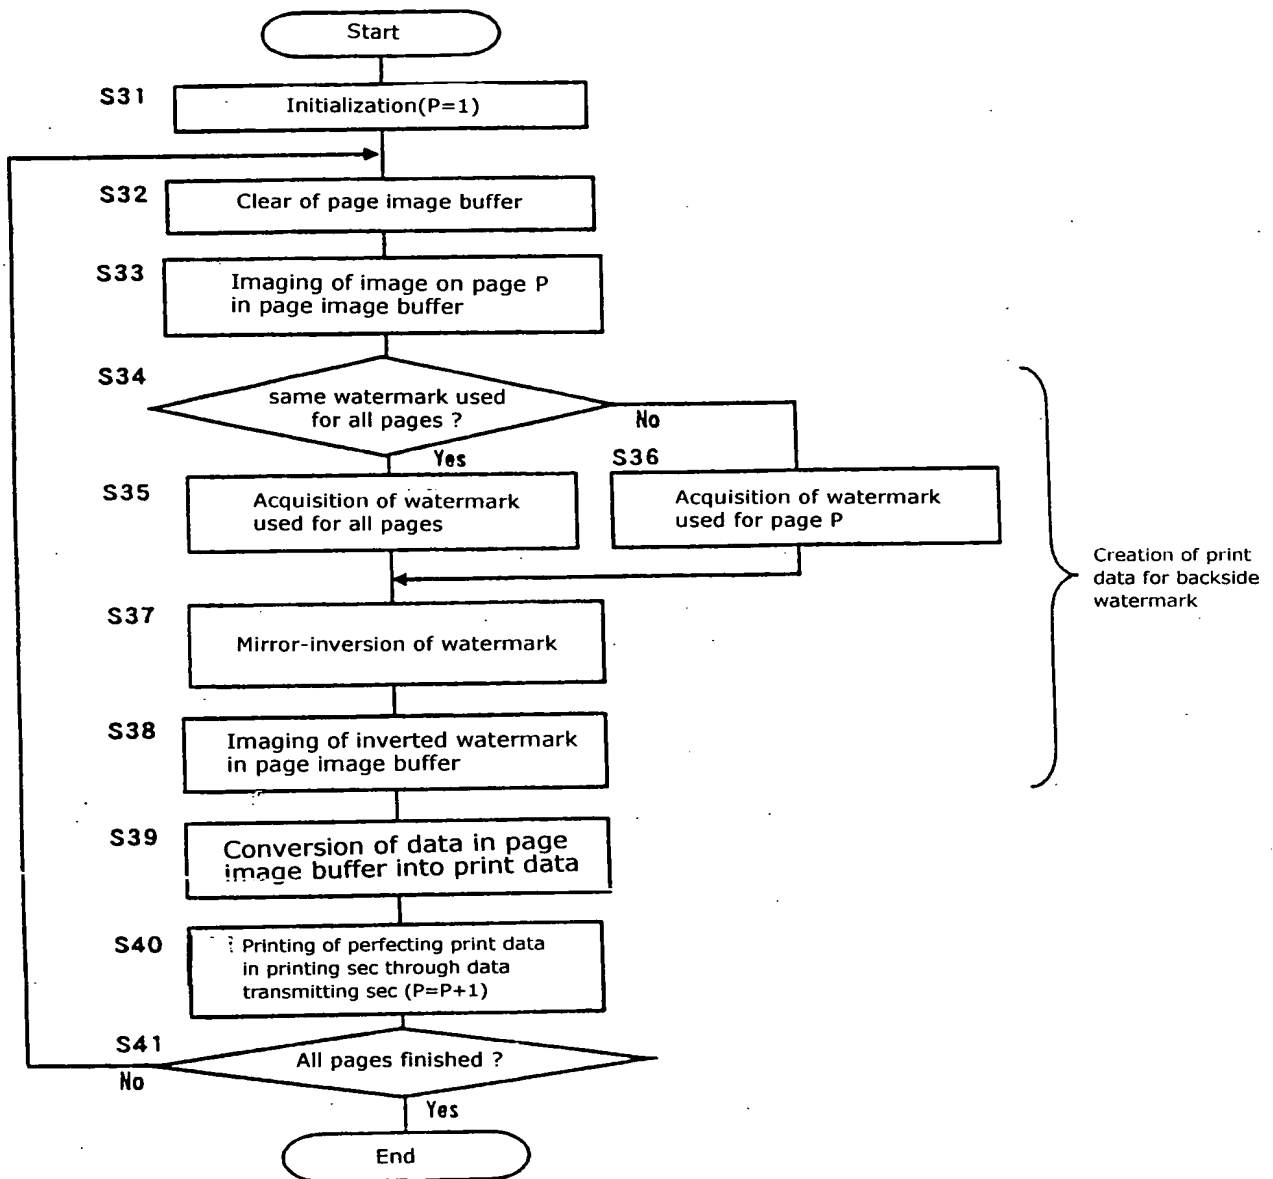 Start
S31
Initialization(P=1)
S32
Clear of page image buffer
S33
Imaging of image on page P
in page image buffer
S34
same watermark used
for all pages ?
No
Yes
S35
Acquisition of watermark
used for all pages
S36
Acquisition of watermark
used for page P
Creation of print
data for backside
watermark
S37
Mirror-inversion of watermark
S38
Imaging of inverted watermark
in page image buffer
S39
Conversion of data in page
image buffer into print data
S40
Printing of perfecting print data
in printing sec through data
transmitting sec (P=P+1)
S41
All pages finished ?
No
Yes
End